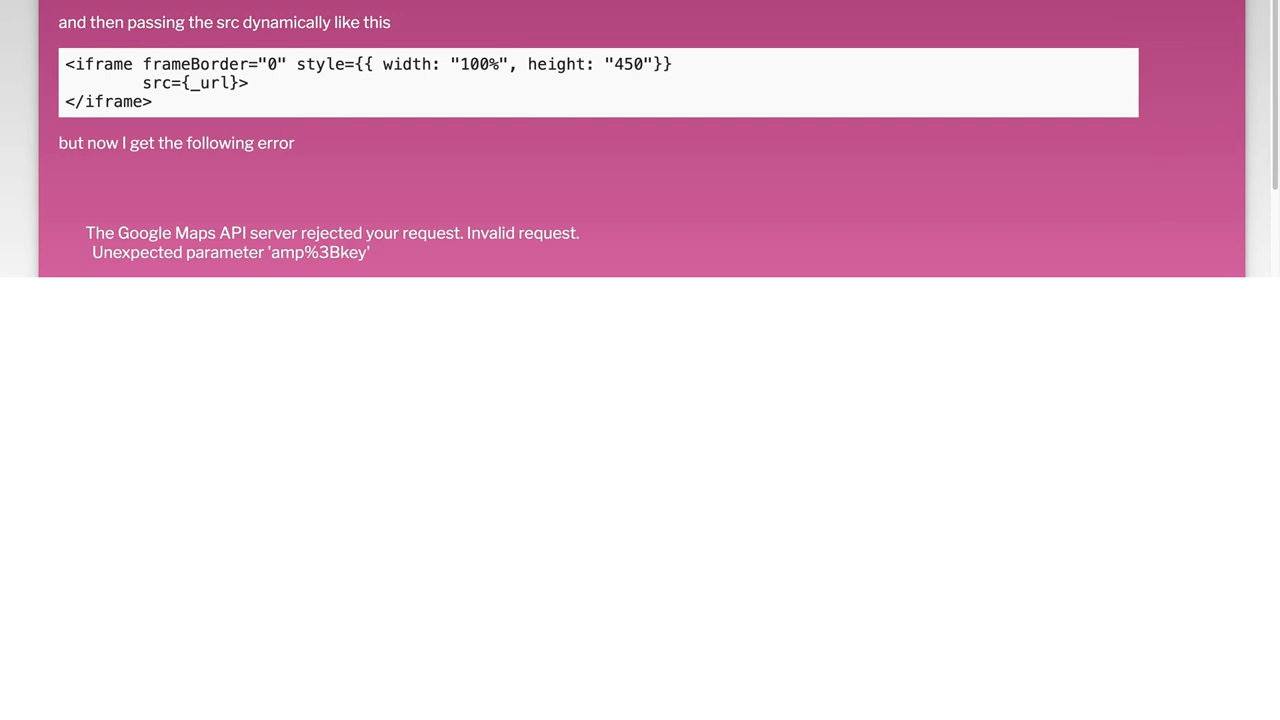 and then passing the src dynamically like this
<iframe frameBorder="0" style={{ width: "100%", height: "450"}}
src={_url}>
</iframe>
but now I get the following error
The Google Maps API server rejected your request. Invalid request.
Unexpected parameter 'amp%3Bkey'